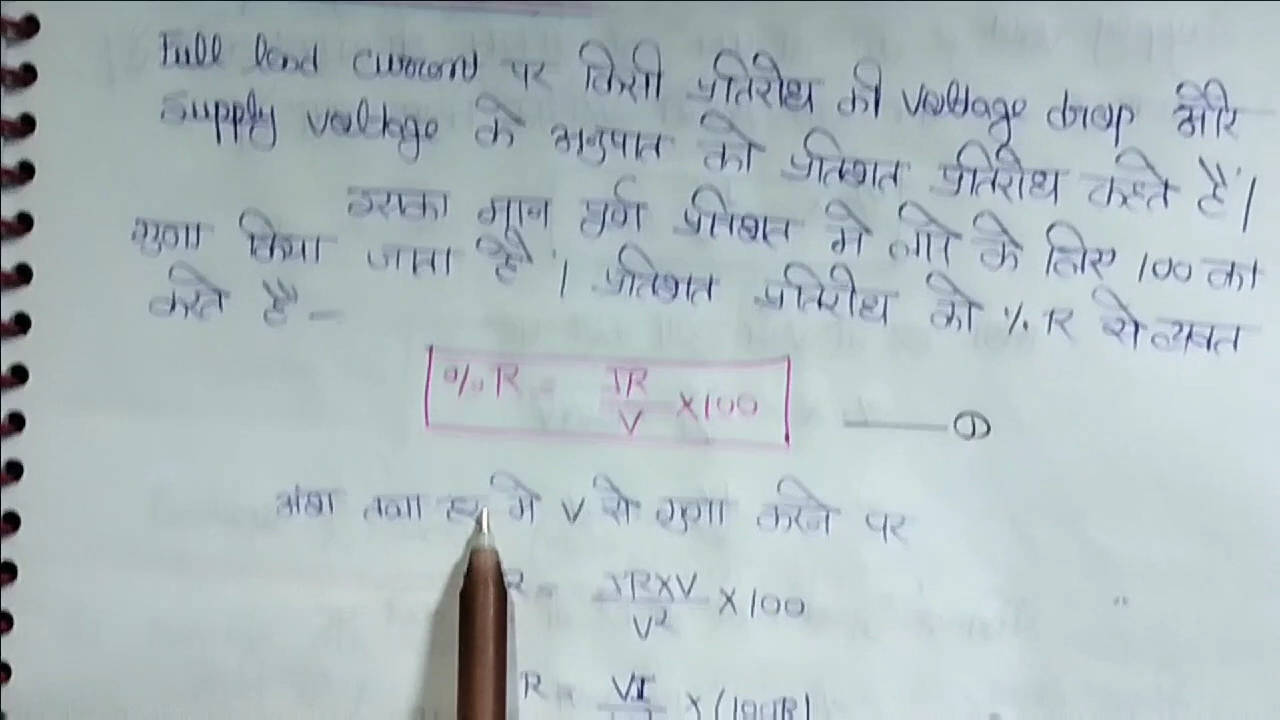 Full load current पर किसी प्रतिरोध की voltage drop और
supply voltage के अनुपात को प्रतिशत प्रतिरोध कहते हैं।
इसका मान पूर्ण प्रतिशत मे लाने के लिए 100 का
गुणा किया जाता है। प्रतिशत प्रतिरोध को % R से व्यक्त
करते है –
% R = IR/V × 100 —— ①
अंश तथा हर मे V से गुणा करने पर
R = IR×V/V² × 100
R = VI × (100R)